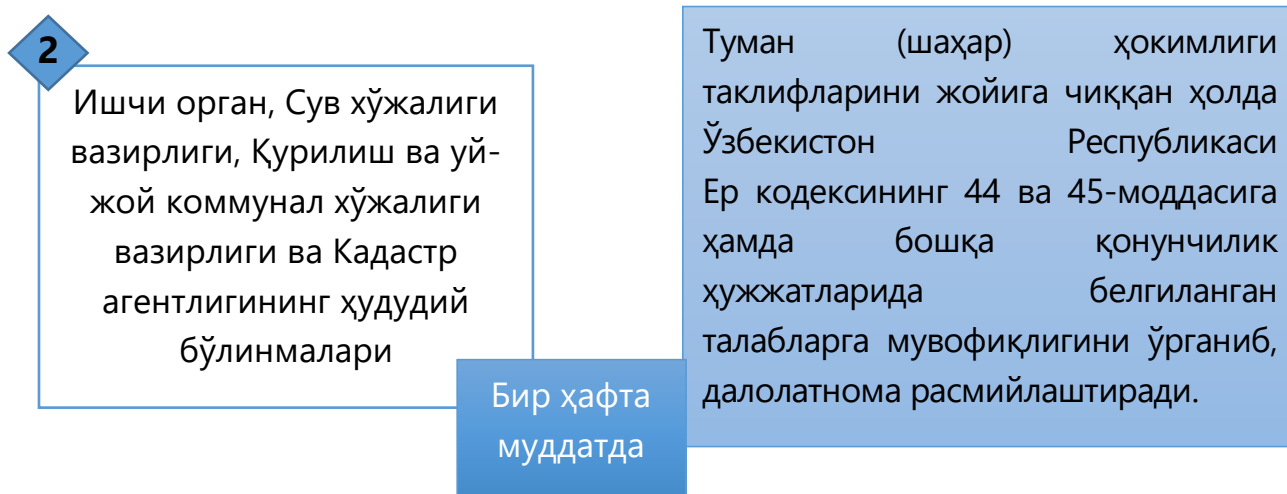 2
Ишчи орган, Сув хўжалиги
вазирлиги, Қурилиш ва уй-
жой коммунал хўжалиги
вазирлиги ва Кадастр
агентлигининг ҳудудий
бўлинмалари
Бир ҳафта
муддатда
Туман (шаҳар) ҳокимлиги
таклифларини жойига чиққан ҳолда
Ўзбекистон Республикаси
Ер кодексининг 44 ва 45-моддасига
ҳамда бошқа қонунчилик
ҳужжатларида белгиланган
талабларга мувофиқлигини ўрганиб,
далолатнома расмийлаштиради.